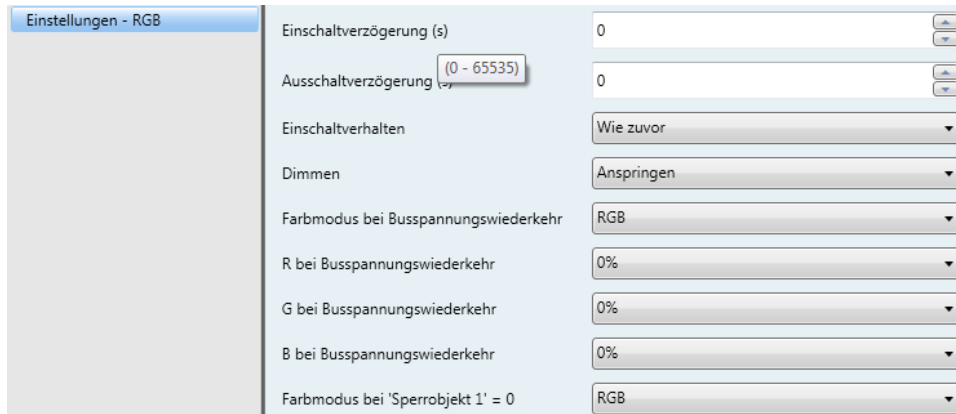 Einstellungen - RGB
Einschaltverzögerung (s)
0
(0 - 65535)
Ausschaltverzögerung (s)
0
Einschaltverhalten
Wie zuvor
Dimmen
Anspringen
Farbmodus bei Busspannungswiederkehr
RGB
R bei Busspannungswiederkehr
0%
G bei Busspannungswiederkehr
0%
B bei Busspannungswiederkehr
0%
Farbmodus bei 'Sperrobjekt 1' = 0
RGB